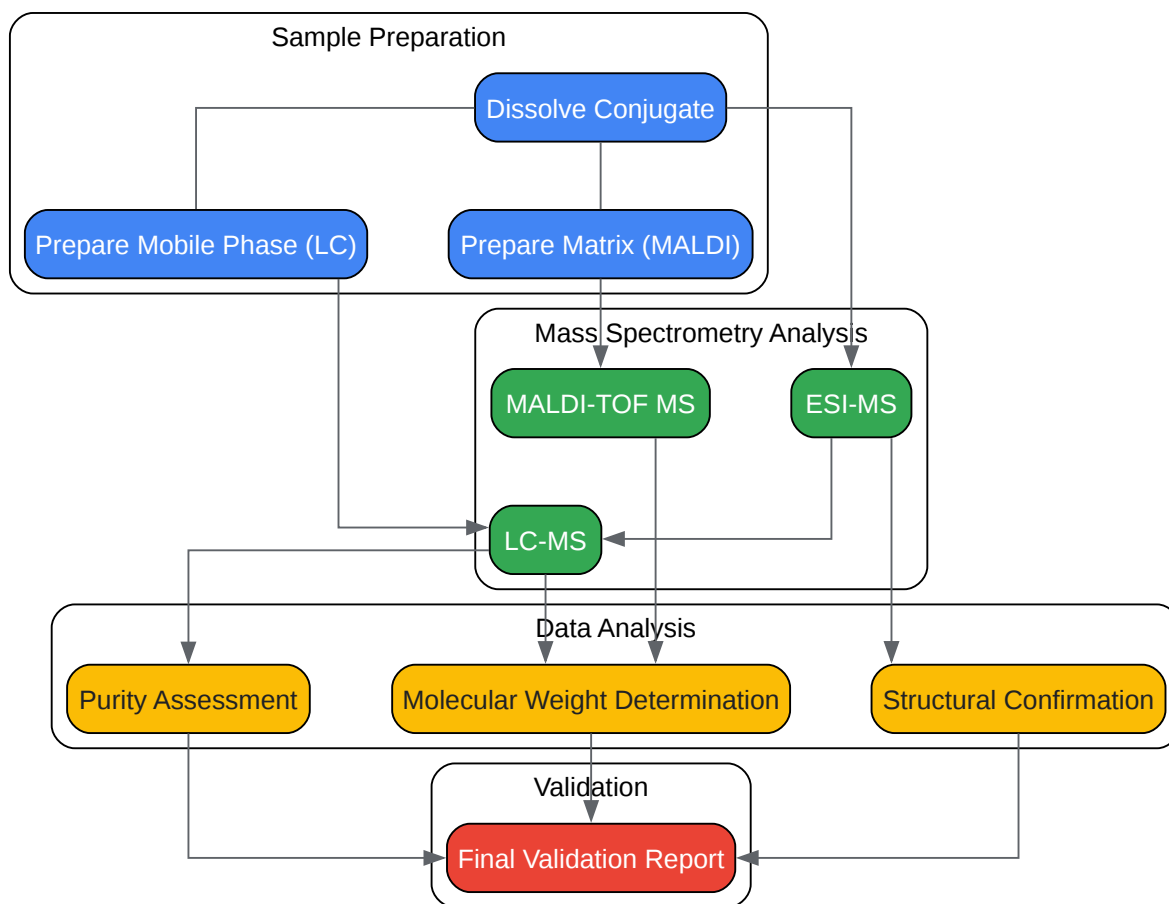 Sample Preparation
Dissolve Conjugate
Prepare Mobile Phase (LC)
Prepare Matrix (MALDI)
Mass Spectrometry Analysis
MALDI-TOF MS
ESI-MS
LC-MS
Data Analysis
Purity Assessment
Molecular Weight Determination
Structural Confirmation
Validation
Final Validation Report